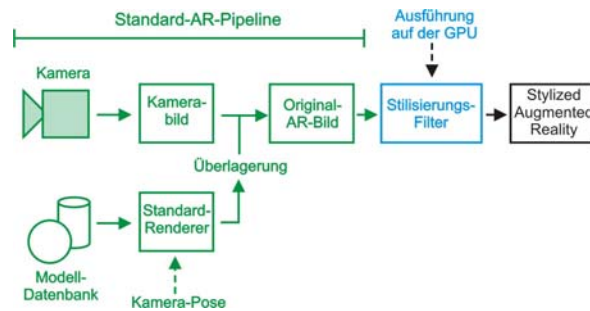 Standard-AR-Pipeline
Ausführung
auf der GPU
Kamera
Kamera-
bild
Original-
AR-Bild
Stilisierungs-
Filter
Stylized
Augmented
Reality
Überlagerung
Standard-
Renderer
Modell-
Datenbank
Kamera-Pose